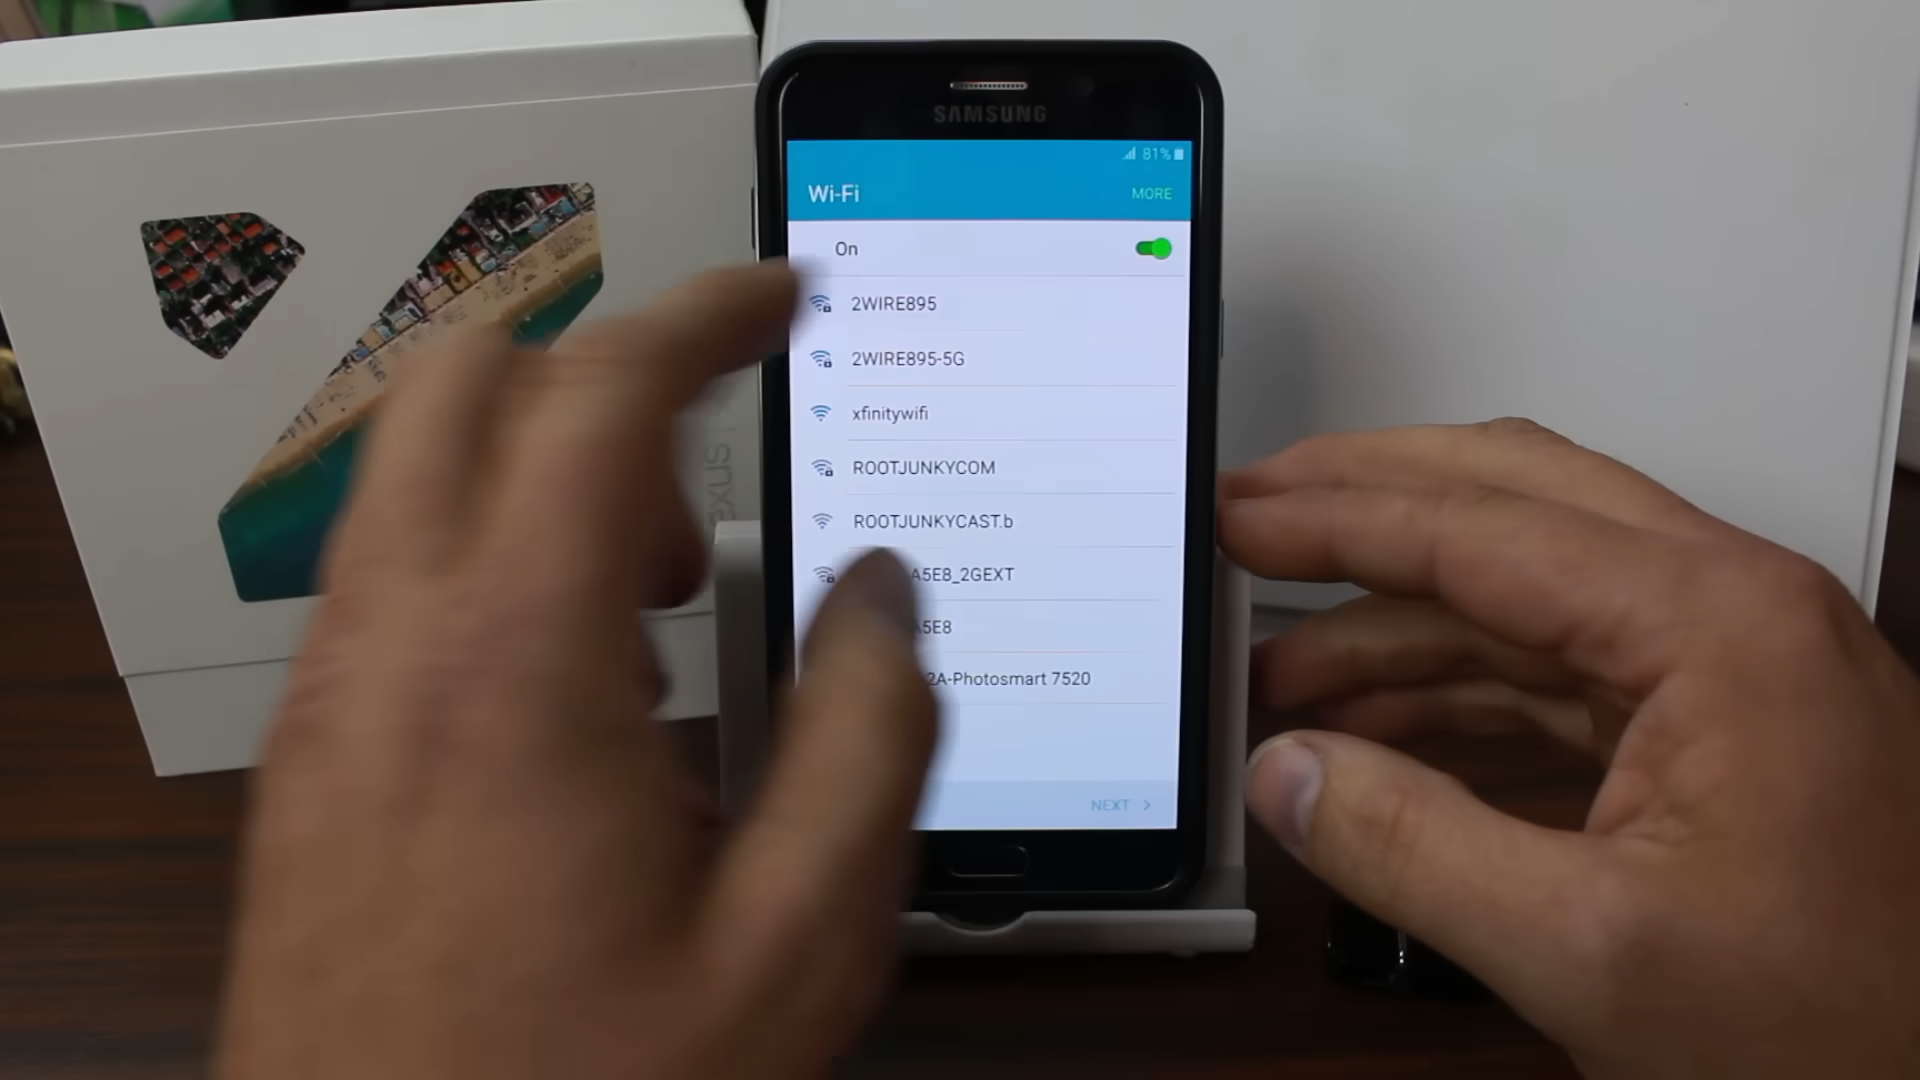 SAMSUNG
81%
Wi-Fi
MORE
On
2WIRE895
2WIRE895-5G
xfinitywifi
ROOTJUNKYCOM
ROOTJUNKYCAST.b
A5E8_2GEXT
A5E8
2A-Photosmart 7520
NEXT >